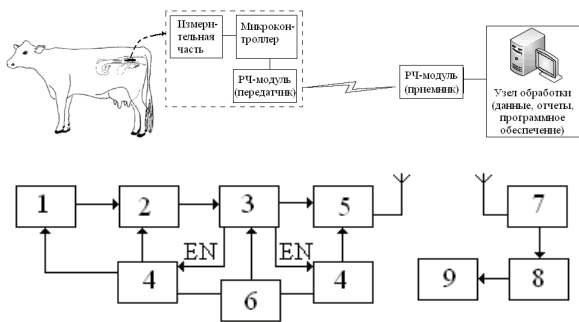 Измери-
тельная
часть
Микрокон-
троллер
РЧ-модуль
(передатчик)
РЧ-модуль
(приемник)
Узел обработки
(данные, отчеты,
программное
обеспечение)
1
2
3
5
7
EN
EN
4
4
6
9
8